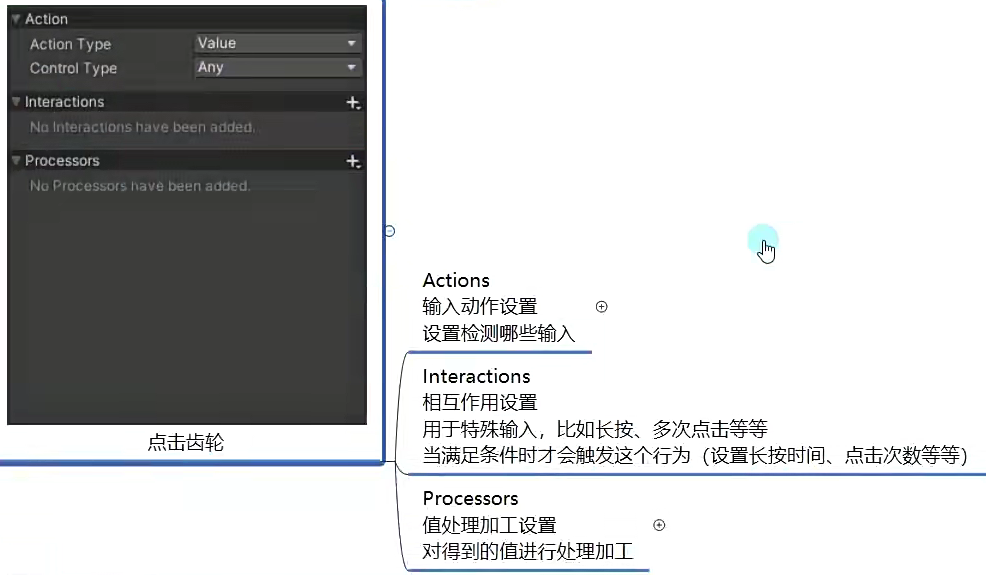 Action
Action Type Value
Control Type Any
Interactions
No Interactions have been added.
Processors
No Processors have been added.
点击齿轮
Actions
输入动作设置
设置检测哪些输入
Interactions
相互作用设置
用于特殊输入，比如长按、多次点击等等
当满足条件时才会触发这个行为（设置长按时间、点击次数等等）
Processors
值处理加工设置
对得到的值进行处理加工